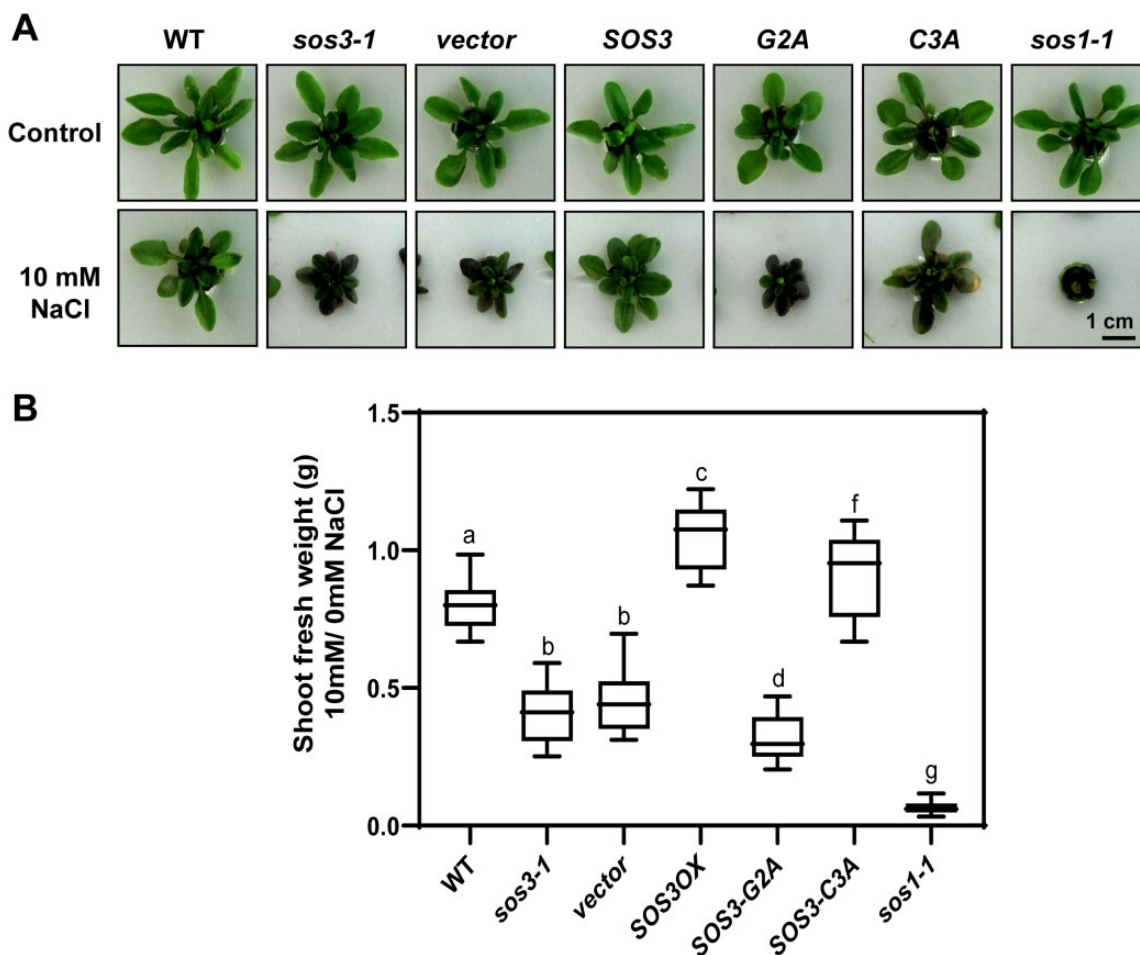 A
WT sos3-1 vector SOS3 G2A C3A sos1-1
Control
10 mM
NaCl
1 cm
B
Shoot fresh weight (g)
10mM/ 0mM NaCl
1.5
1.0
0.5
0.0
a
b
b
c
d
f
g
WT
sos3-1
vector
SOS3OX
SOS3-G2A
SOS3-C3A
sos1-1